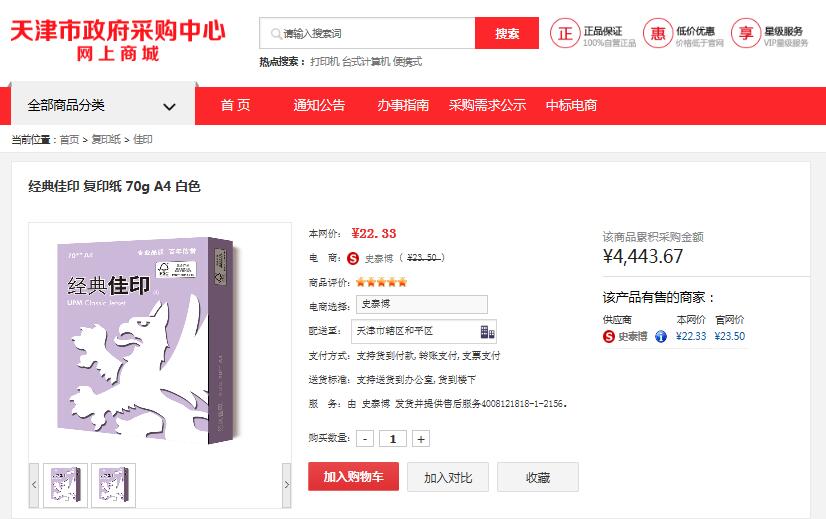 天津市政府采购中心
网上商城
请输入搜索词
搜索
热点搜索： 打印机 台式计算机 便携式
正
正品保证
100%自营正品
惠
低价优惠
价格低于官网
享
星级服务
VIP星级服务
全部商品分类
首 页
通知公告
办事指南
采购需求公示
中标电商
当前位置：首页 > 复印纸 > 佳印
经典佳印 复印纸 70g A4 白色
70 A4
专业品质 百年信赖
FSC
经典佳印
UPM Classic Jetset
本网价： ¥22.33
电 商： S 史泰博 （ ¥23.50 ）
商品评价：
电商选择： 史泰博
配送至： 天津市辖区和平区
支付方式：支持货到付款, 转账支付, 支票支付
送货标准：支持送货到办公室, 货到楼下
服 务：由 史泰博 发货并提供售后服务4008121818-1-2156.
购买数量： - 1 +
加入购物车
加入对比
收藏
该商品累积采购金额
¥4,443.67
该产品有售的商家：
供应商 本网价 官网价
S 史泰博 i ¥22.33 ¥23.50